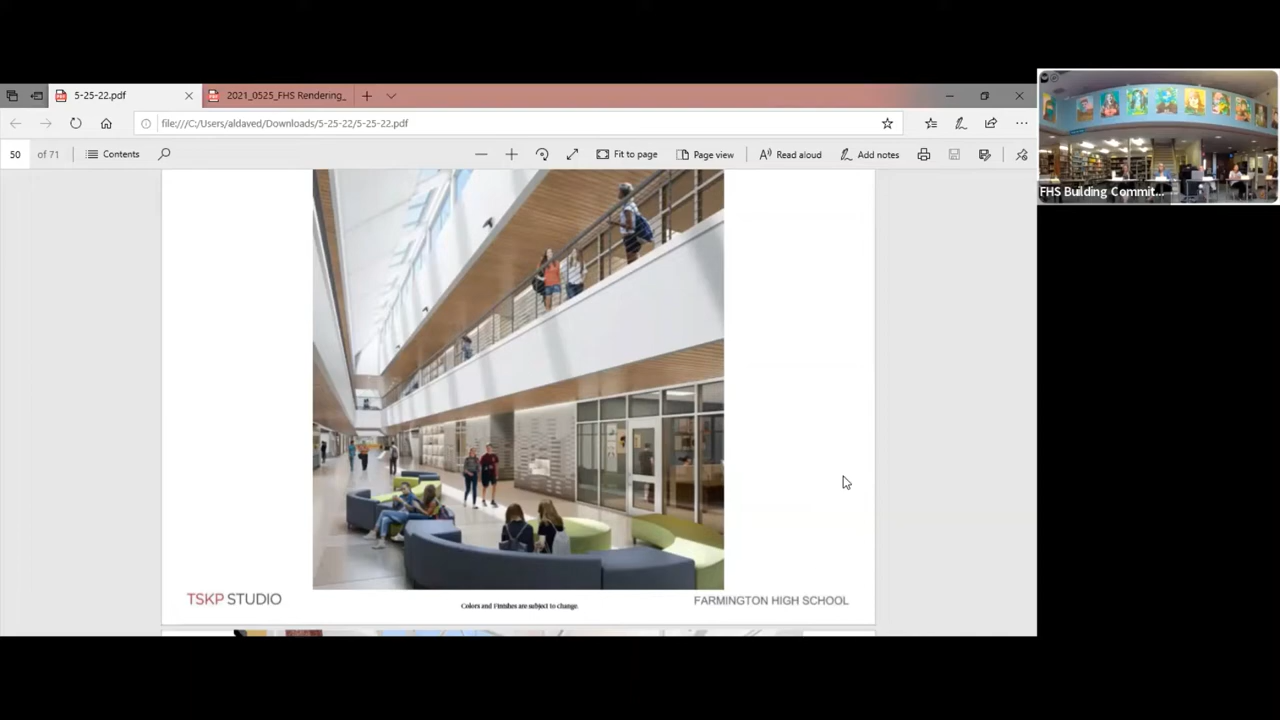 5-25-22.pdf
2021_0525_FHS Rendering_
file:///C:/Users/aldaved/Downloads/5-25-22/5-25-22.pdf
50 of 71
Contents
Fit to page
Page view
Read aloud
Add notes
FHS Building Commit...
TSKP STUDIO
Colors and Finishes are subject to change.
FARMINGTON HIGH SCHOOL